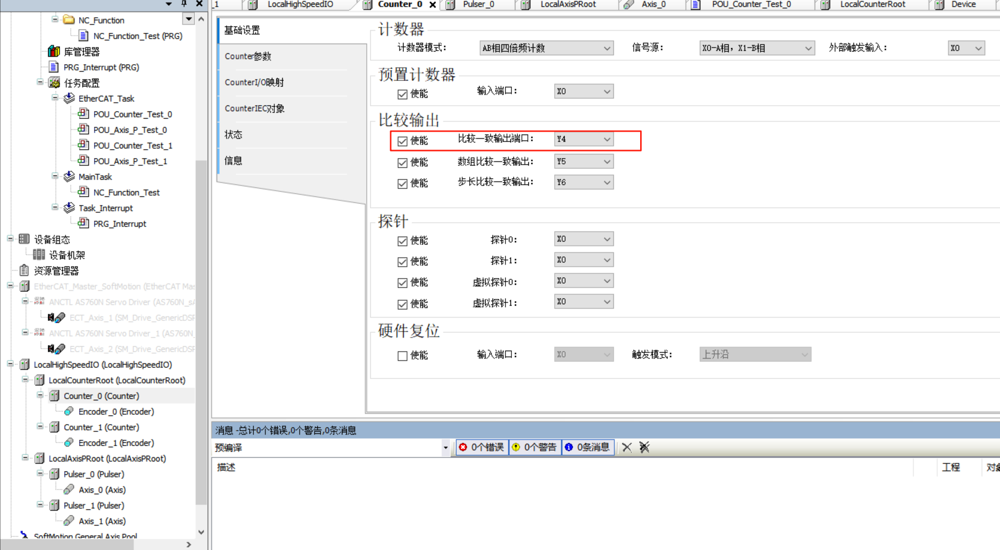 _1
LocalHighSpeedIO
Counter_0
Pulser_0
LocalAxisPRoot
Axis_0
POU_Counter_Test_0
LocalCounterRoot
Device
NC_Function
NC_Function_Test (PRG)
库管理器
PRG_Interrupt (PRG)
任务配置
EtherCAT_Task
POU_Counter_Test_0
POU_Axis_P_Test_0
POU_Counter_Test_1
POU_Axis_P_Test_1
MainTask
NC_Function_Test
Task_Interrupt
PRG_Interrupt
设备组态
设备机架
资源管理器
EtherCAT_Master_SoftMotion (EtherCAT Mas
ANCTL AS760N Servo Driver (AS760N_sA
ECT_Axis_1 (SM_Drive_GenericDSP
ANCTL AS760N Servo Driver_1 (AS760N_
ECT_Axis_2 (SM_Drive_GenericDSP
LocalHighSpeedIO (LocalHighSpeedIO)
LocalCounterRoot (LocalCounterRoot)
Counter_0 (Counter)
Encoder_0 (Encoder)
Counter_1 (Counter)
Encoder_1 (Encoder)
LocalAxisPRoot (LocalAxisPRoot)
Pulser_0 (Pulser)
Axis_0 (Axis)
Pulser_1 (Pulser)
Axis_1 (Axis)
SoftMotion General Axis Pool
基础设置
Counter参数
CounterI/O映射
CounterIEC对象
状态
信息
计数器
计数器模式: AB相四倍频计数 信号源: X0-A相, X1-B相 外部触发输入: X0
预置计数器
使能 输入端口: X0
比较输出
使能 比较一致输出端口: Y4
使能 数组比较一致输出: Y5
使能 步长比较一致输出: Y6
探针
使能 探针0: X0
使能 探针1: X0
使能 虚拟探针0: X0
使能 虚拟探针1: X0
硬件复位
使能 输入端口: X0 触发模式: 上升沿
消息 -总计0个错误,0个警告,0条消息
预编译 0个错误 0个警告 0条消息
描述 工程 对象